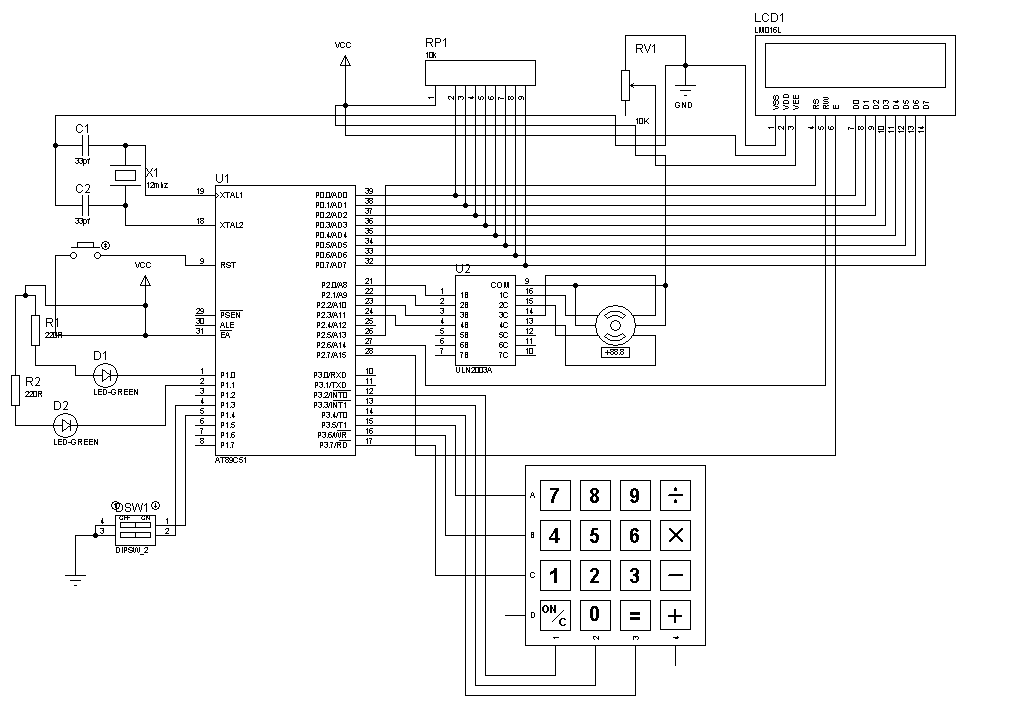 LCD1
LM016L
VSS VDD VEE RS RW E D0 D1 D2 D3 D4 D5 D6 D7
1 2 3 4 5 6 7 8 9 10 11 12 13 14
VCC
RP1
10k
1 2 3 4 5 6 7 8 9
RV1
10K
GND
C1
33pf
C2
33pf
X1
12mhz
U1
19 XTAL1
18 XTAL2
9 RST
29 PSEN
30 ALE
31 EA
1 P1.0
2 P1.1
3 P1.2
4 P1.3
5 P1.4
6 P1.5
7 P1.6
8 P1.7
P0.0/AD0 39
P0.1/AD1 38
P0.2/AD2 37
P0.3/AD3 36
P0.4/AD4 35
P0.5/AD5 34
P0.6/AD6 33
P0.7/AD7 32
P2.0/A8 21
P2.1/A9 22
P2.2/A10 23
P2.3/A11 24
P2.4/A12 25
P2.5/A13 26
P2.6/A14 27
P2.7/A15 28
P3.0/RXD 10
P3.1/TXD 11
P3.2/INT0 12
P3.3/INT1 13
P3.4/T0 14
P3.5/T1 15
P3.6/WR 16
P3.7/RD 17
AT89C51
VCC
R1
220R
R2
220R
D1
LED-GREEN
D2
LED-GREEN
U2
COM 9
1 1B 1C 16
2 2B 2C 15
3 3B 3C 14
4 4B 4C 13
5 5B 5C 12
6 6B 6C 11
7 7B 7C 10
ULN2003A
+88.8
DSW1
OFF ON
4 1
3 2
DIPSW_2
A 7 8 9 ÷
B 4 5 6 ×
C 1 2 3 −
D ON/C 0 = +
1 2 3 4